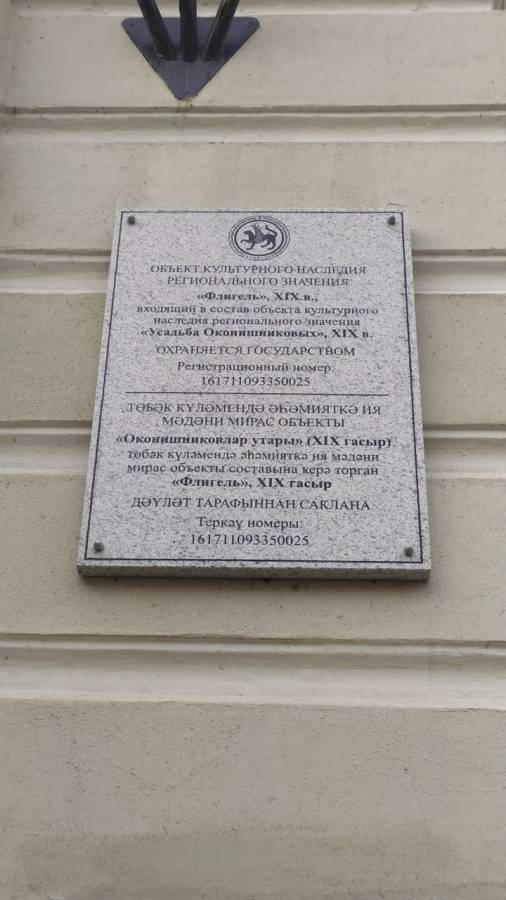 ОБЪЕКТ КУЛЬТУРНОГО НАСЛЕДИЯ
РЕГИОНАЛЬНОГО ЗНАЧЕНИЯ
«Флигель», XIX в.,
входящий в состав объекта культурного
наследия регионального значения
«Усадьба Оконишниковых», XIX в.
ОХРАНЯЕТСЯ ГОСУДАРСТВОМ
Регистрационный номер:
161711093350025
ТӨБӘК КҮЛӘМЕНДӘ ӘҺӘМИЯТКӘ ИЯ
МӘДӘНИ МИРАС ОБЪЕКТЫ
«Оконишниковлар утары» (XIX гасыр)
төбәк күләмендә әһәмияткә ия мәдәни
мирас объекты составына керә торган
«Флигель», XIX гасыр
ДӘҮЛӘТ ТАРАФЫННАН САКЛАНА
Теркәү номеры:
161711093350025